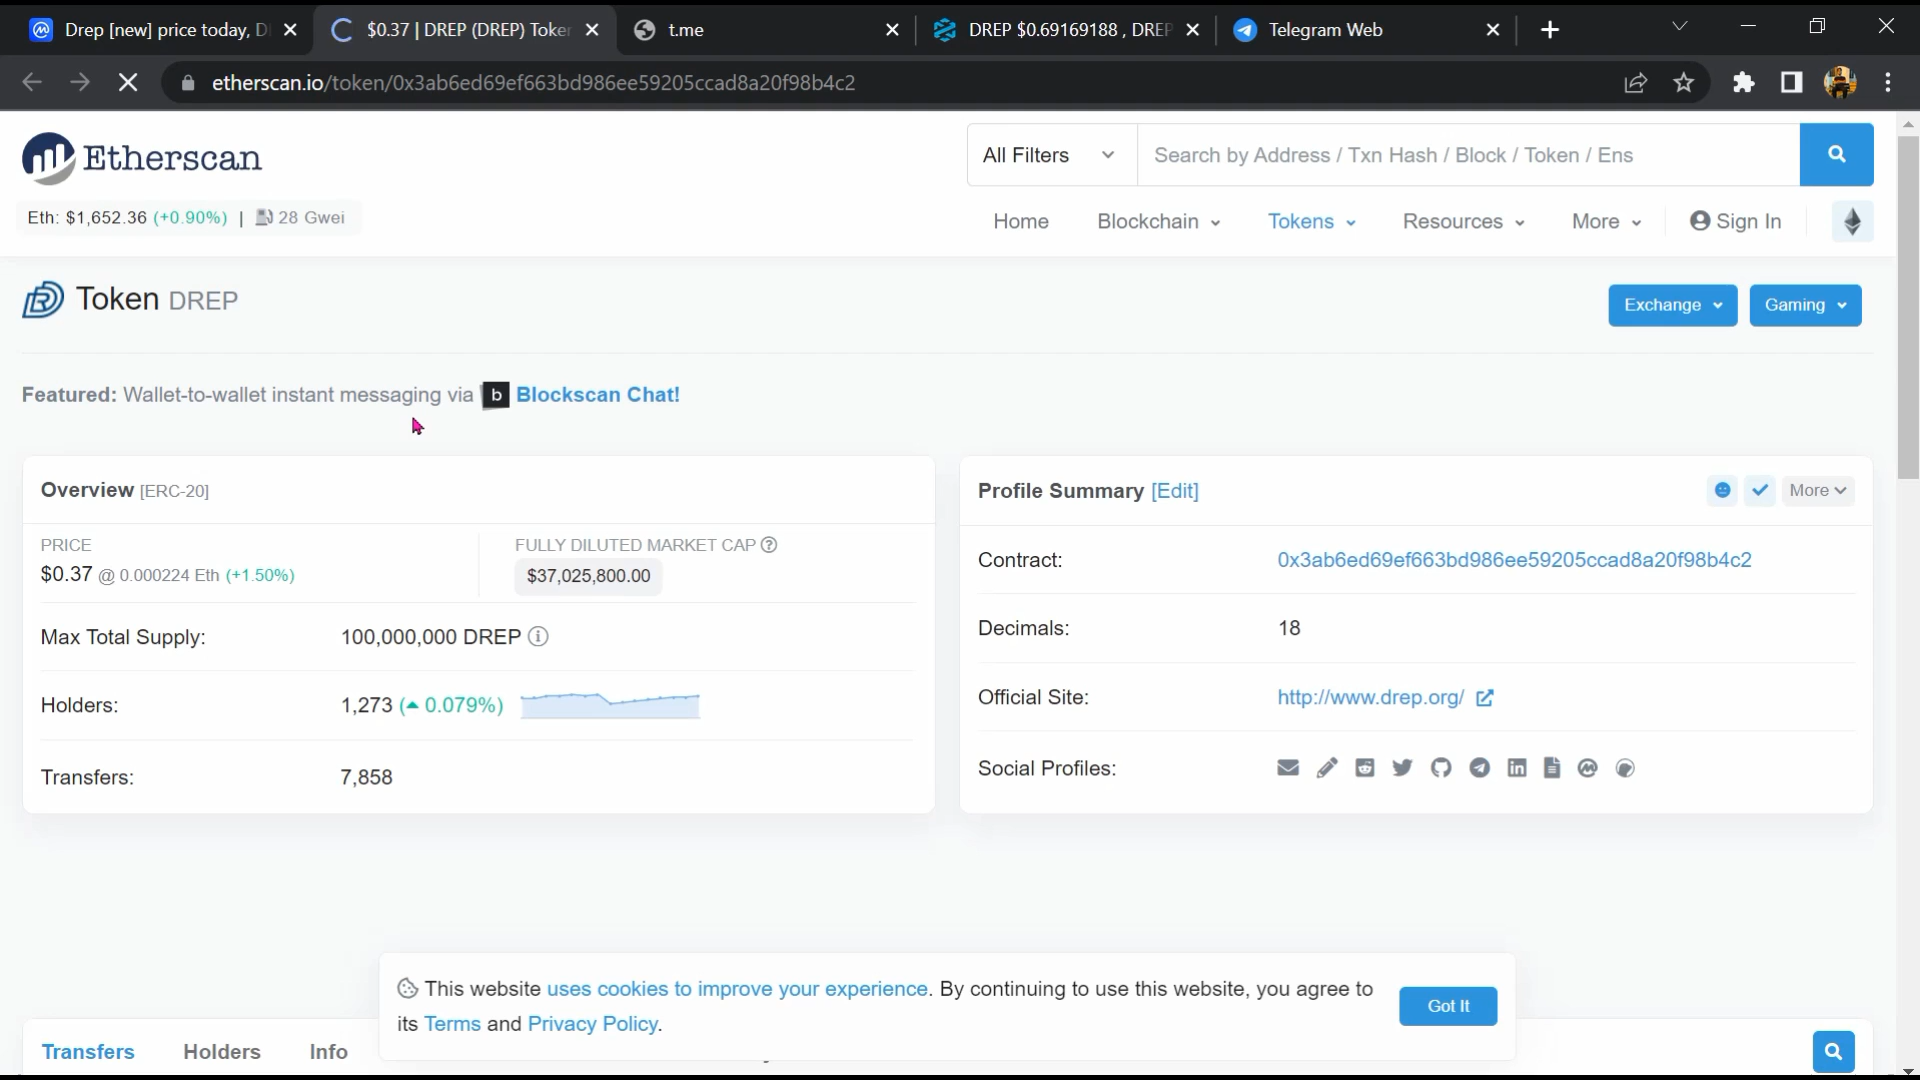 Drep [new] price today, D
$0.37 | DREP (DREP) Toke
t.me
DREP $0.69169188 , DREP
Telegram Web
etherscan.io/token/0x3ab6ed69ef663bd986ee59205ccad8a20f98b4c2
Etherscan
All Filters
Search by Address / Txn Hash / Block / Token / Ens
Eth: $1,652.36 (+0.90%) | 28 Gwei
Home Blockchain Tokens Resources More Sign In
Token DREP
Exchange Gaming
Featured: Wallet-to-wallet instant messaging via b Blockscan Chat!
Overview [ERC-20]
PRICE
$0.37 @ 0.000224 Eth (+1.50%)
FULLY DILUTED MARKET CAP
$37,025,800.00
Max Total Supply: 100,000,000 DREP
Holders: 1,273 (0.079%)
Transfers: 7,858
Profile Summary [Edit]
More
Contract: 0x3ab6ed69ef663bd986ee59205ccad8a20f98b4c2
Decimals: 18
Official Site: http://www.drep.org/
Social Profiles:
This website uses cookies to improve your experience. By continuing to use this website, you agree to
its Terms and Privacy Policy.
Got It
Transfers Holders Info